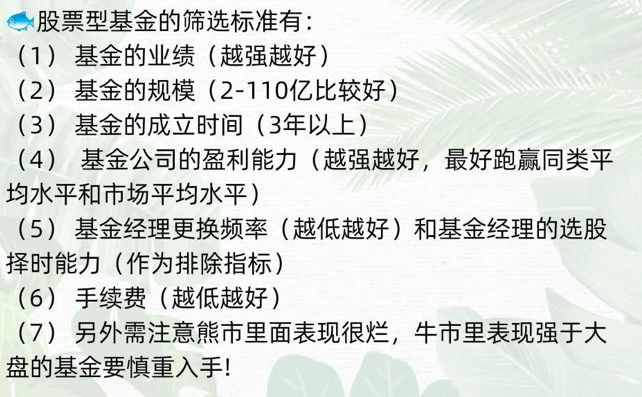 🐟股票型基金的筛选标准有：
（1） 基金的业绩（越强越好）
（2） 基金的规模（2-110亿比较好）
（3） 基金的成立时间（3年以上）
（4）  基金公司的盈利能力（越强越好，最好跑赢同类平
均水平和市场平均水平）
（5） 基金经理更换频率（越低越好）和基金经理的选股
择时能力（作为排除指标）
（6） 手续费（越低越好）
（7） 另外需注意熊市里面表现很烂，牛市里表现强于大
盘的基金要慎重入手!